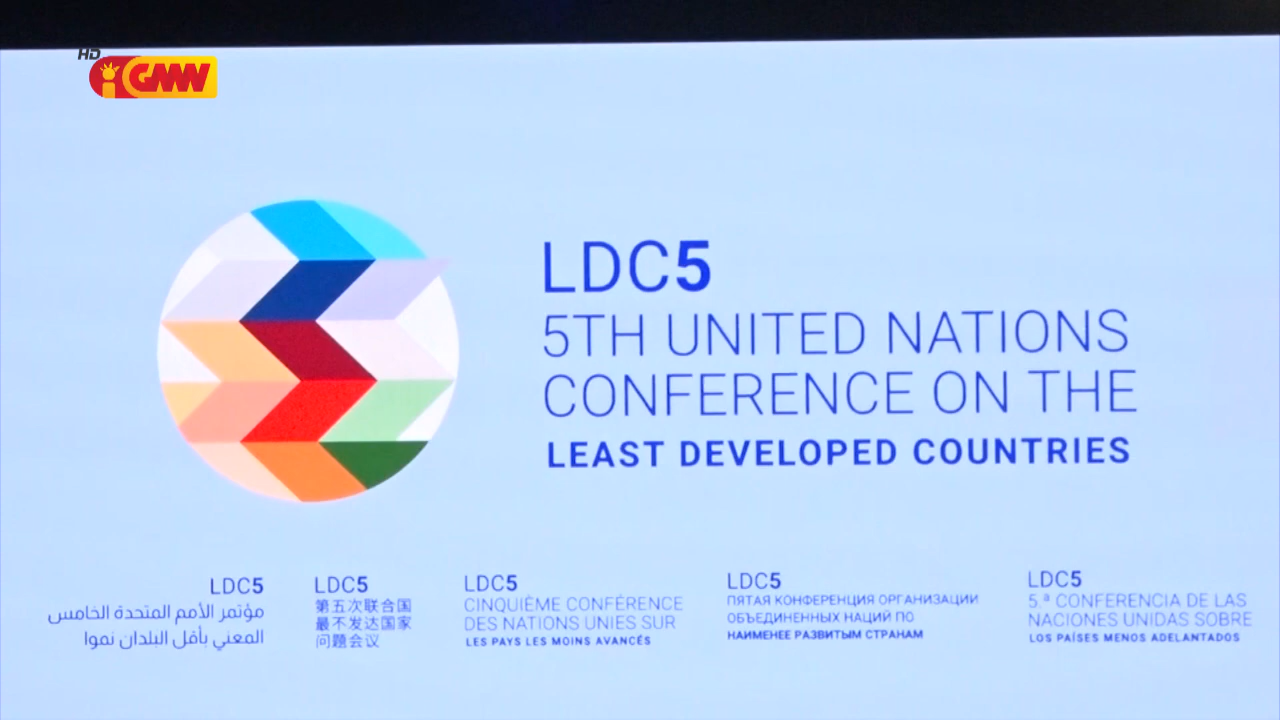 HD
iGMW
LDC5
5TH UNITED NATIONS
CONFERENCE ON THE
LEAST DEVELOPED COUNTRIES
LDC5
مؤتمر الأمم المتحدة الخامس
المعني بأقل البلدان نموا
LDC5
第五次联合国
最不发达国家
问题会议
LDC5
CINQUIÈME CONFÉRENCE
DES NATIONS UNIES SUR
LES PAYS LES MOINS AVANCÉS
LDC5
ПЯТАЯ КОНФЕРЕНЦИЯ ОРГАНИЗАЦИИ
ОБЪЕДИНЕННЫХ НАЦИЙ ПО
НАИМЕНЕЕ РАЗВИТЫМ СТРАНАМ
LDC5
5.ª CONFERENCIA DE LAS
NACIONES UNIDAS SOBRE
LOS PAÍSES MENOS ADELANTADOS